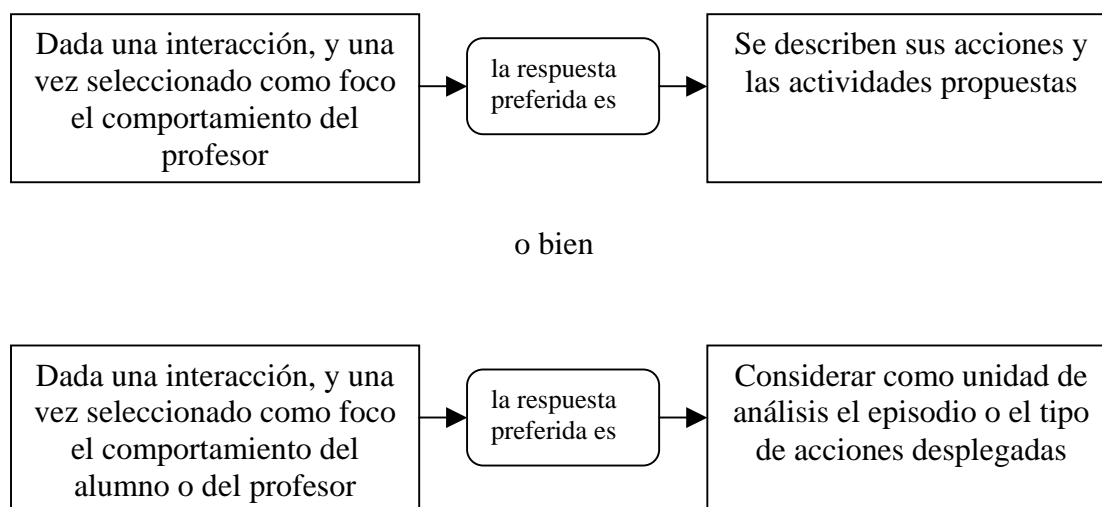 Dada una interacción, y una
vez seleccionado como foco
el comportamiento del
profesor
la respuesta
preferida es
Se describen sus acciones y
las actividades propuestas
o bien
Dada una interacción, y una
vez seleccionado como foco
el comportamiento del
alumno o del profesor
la respuesta
preferida es
Considerar como unidad de
análisis el episodio o el tipo
de acciones desplegadas